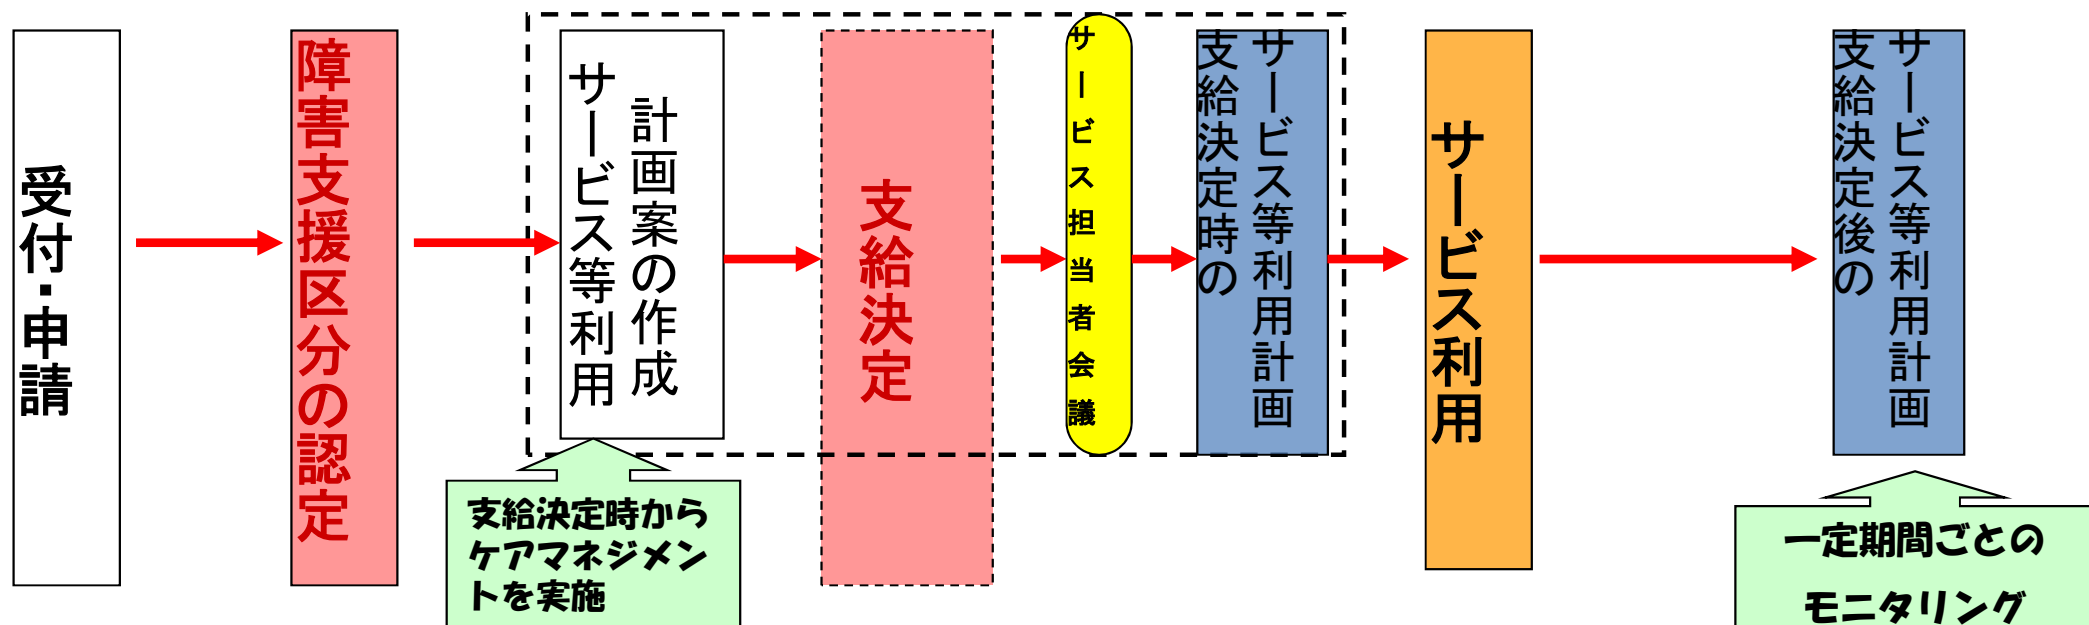 受付・申請
障害支援区分の認定
サービス等利用
計画案の作成
支給決定
サービス担当者会議
支給決定時の
サービス等利用計画
サービス利用
支給決定後の
サービス等利用計画
支給決定時から
ケアマネジメン
トを実施
一定期間ごとの
モニタリング